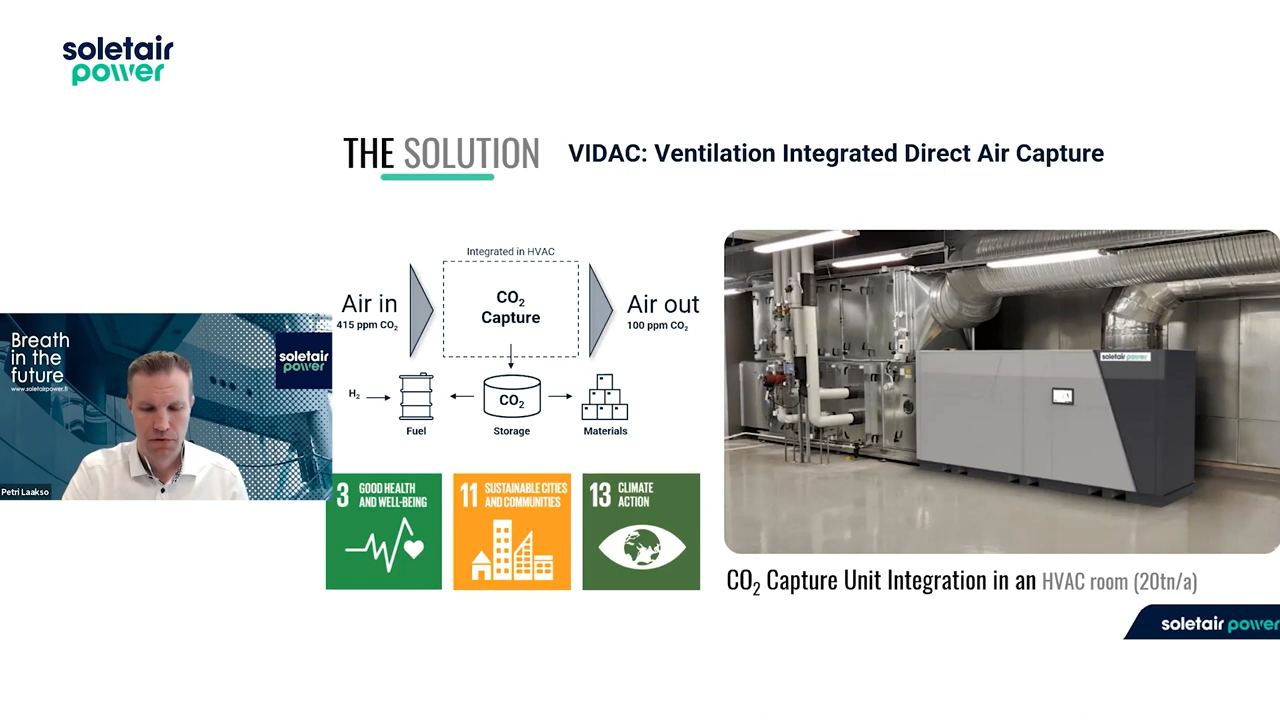 soletair
power
THE SOLUTION
VIDAC: Ventilation Integrated Direct Air Capture
Integrated in HVAC
Air in
415 ppm CO₂
CO₂
Capture
Air out
100 ppm CO₂
H₂
CO₂
Fuel
Storage
Materials
Breath
in the
future
www.soletairpower.fi
soletair
power
Petri Laakso
3 GOOD HEALTH
AND WELL-BEING
11 SUSTAINABLE CITIES
AND COMMUNITIES
13 CLIMATE
ACTION
soletair power
CO₂ Capture Unit Integration in an HVAC room (20tn/a)
soletair power